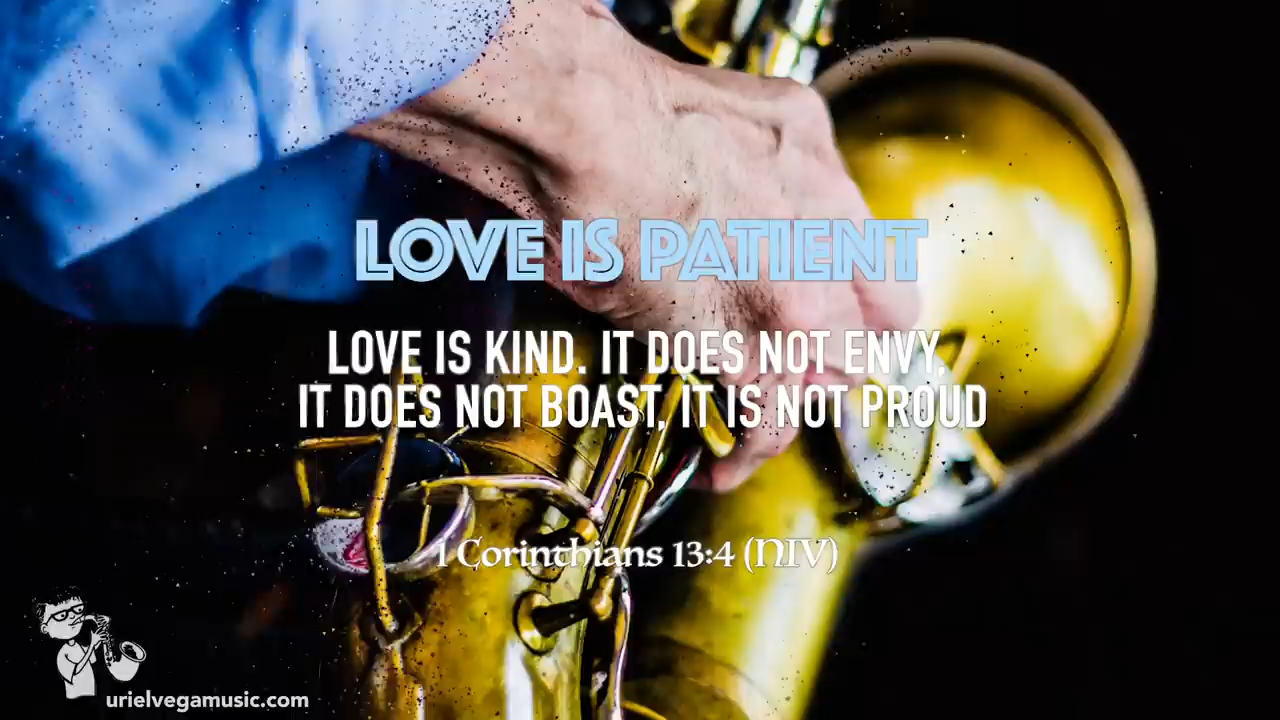 LOVE IS PATIENT
LOVE IS KIND. IT DOES NOT ENVY,
IT DOES NOT BOAST, IT IS NOT PROUD
1 Corinthians 13:4 (NIV)
urielvegamusic.com